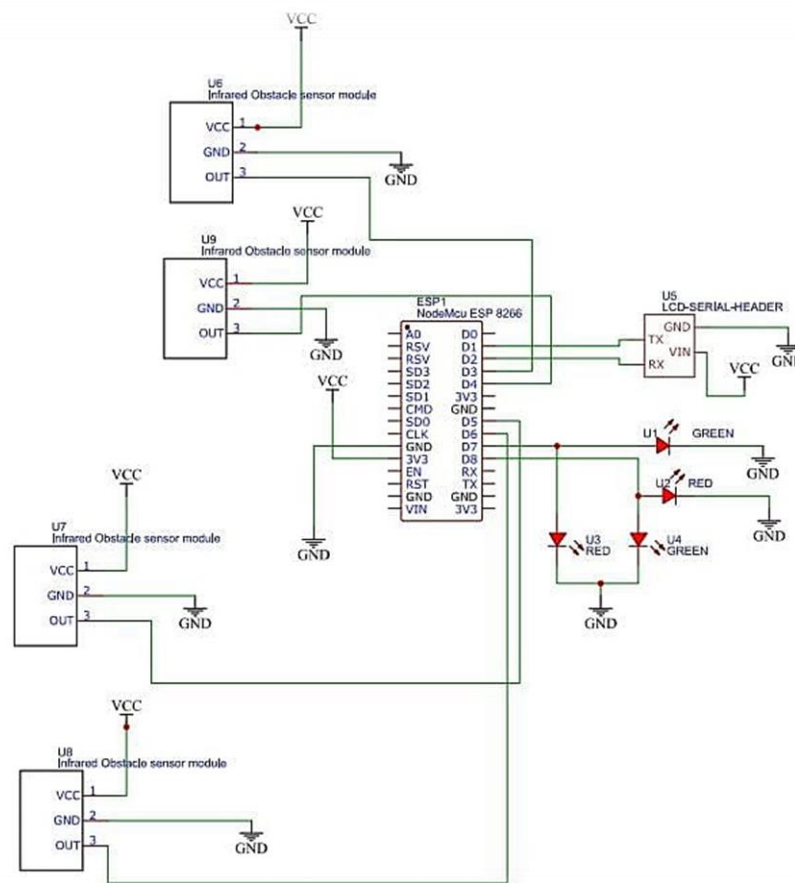 VCC
U6
Infrared Obstacle sensor module
VCC 1
GND 2
OUT 3
GND
VCC
U9
Infrared Obstacle sensor module
VCC 1
GND 2
OUT 3
GND
VCC
ESP1
NodeMcu ESP 8266
A0 D0
RSV D1
RSV D2
SD3 D3
SD2 D4
SD1 3V3
CMD GND
SD0 D5
CLK D6
GND D7
3V3 D8
EN RX
RST TX
GND GND
VIN 3V3
GND
U5
LCD-SERIAL-HEADER
GND
TX
VIN
RX
GND
VCC
U1 GREEN
GND
U2 RED
GND
U3
RED
U4
GREEN
GND
VCC
U7
Infrared Obstacle sensor module
VCC 1
GND 2
OUT 3
GND
VCC
U8
Infrared Obstacle sensor module
VCC 1
GND 2
OUT 3
GND